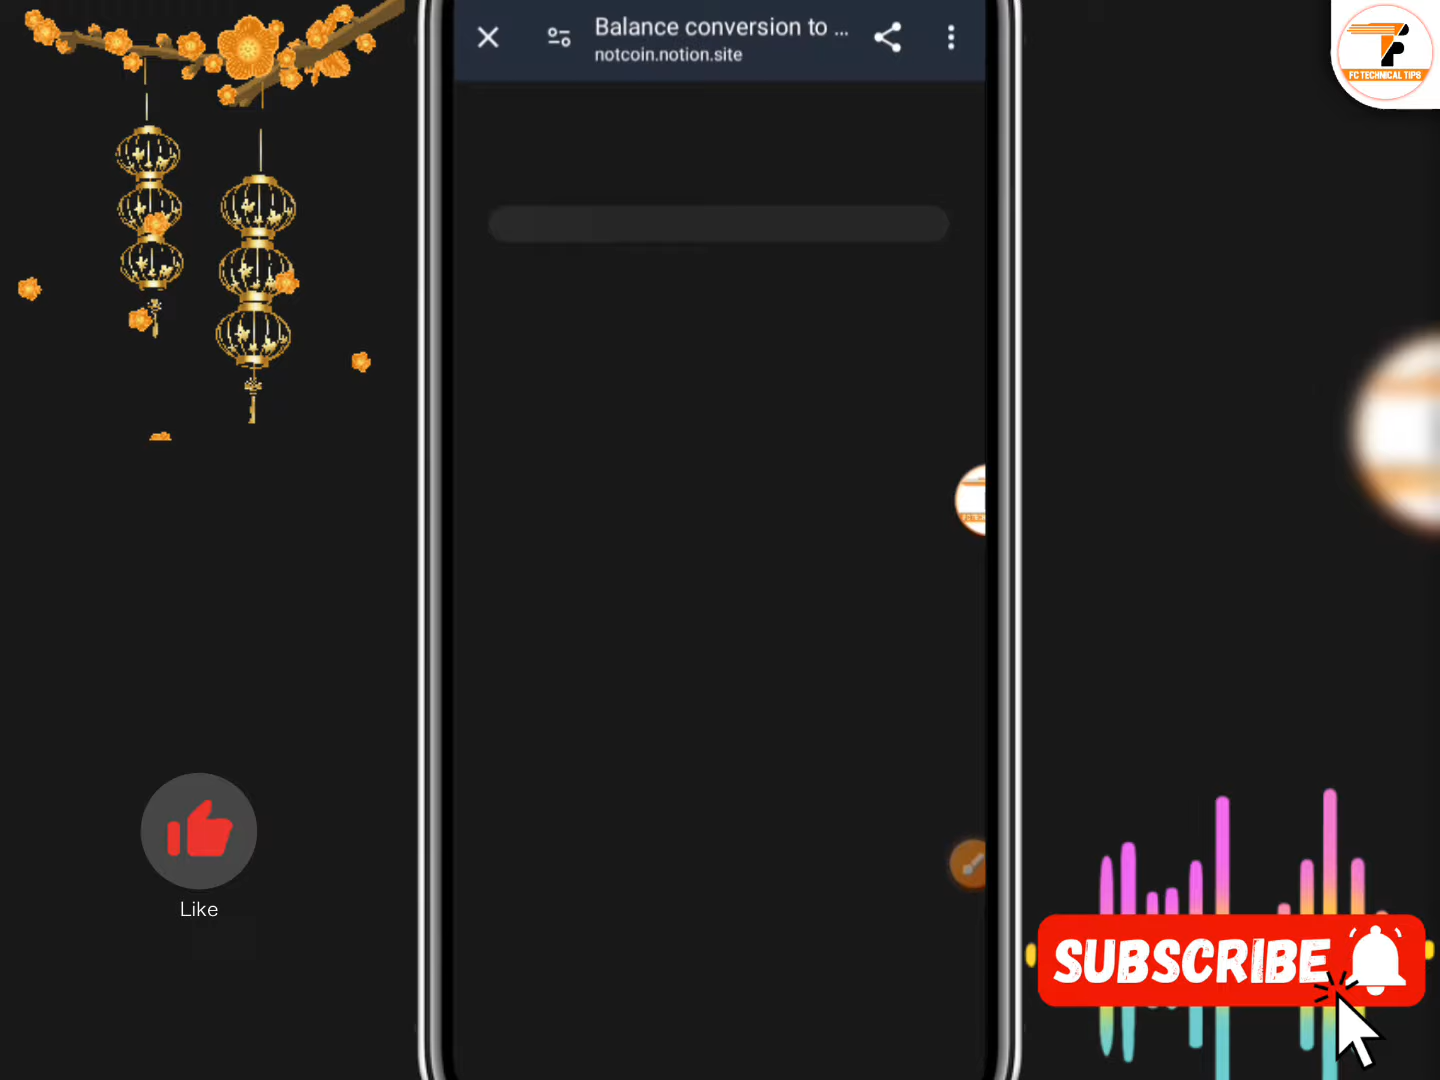 Balance conversion to ...
notcoin.notion.site
FC TECHNICAL TIPS
Like
SUBSCRIBE